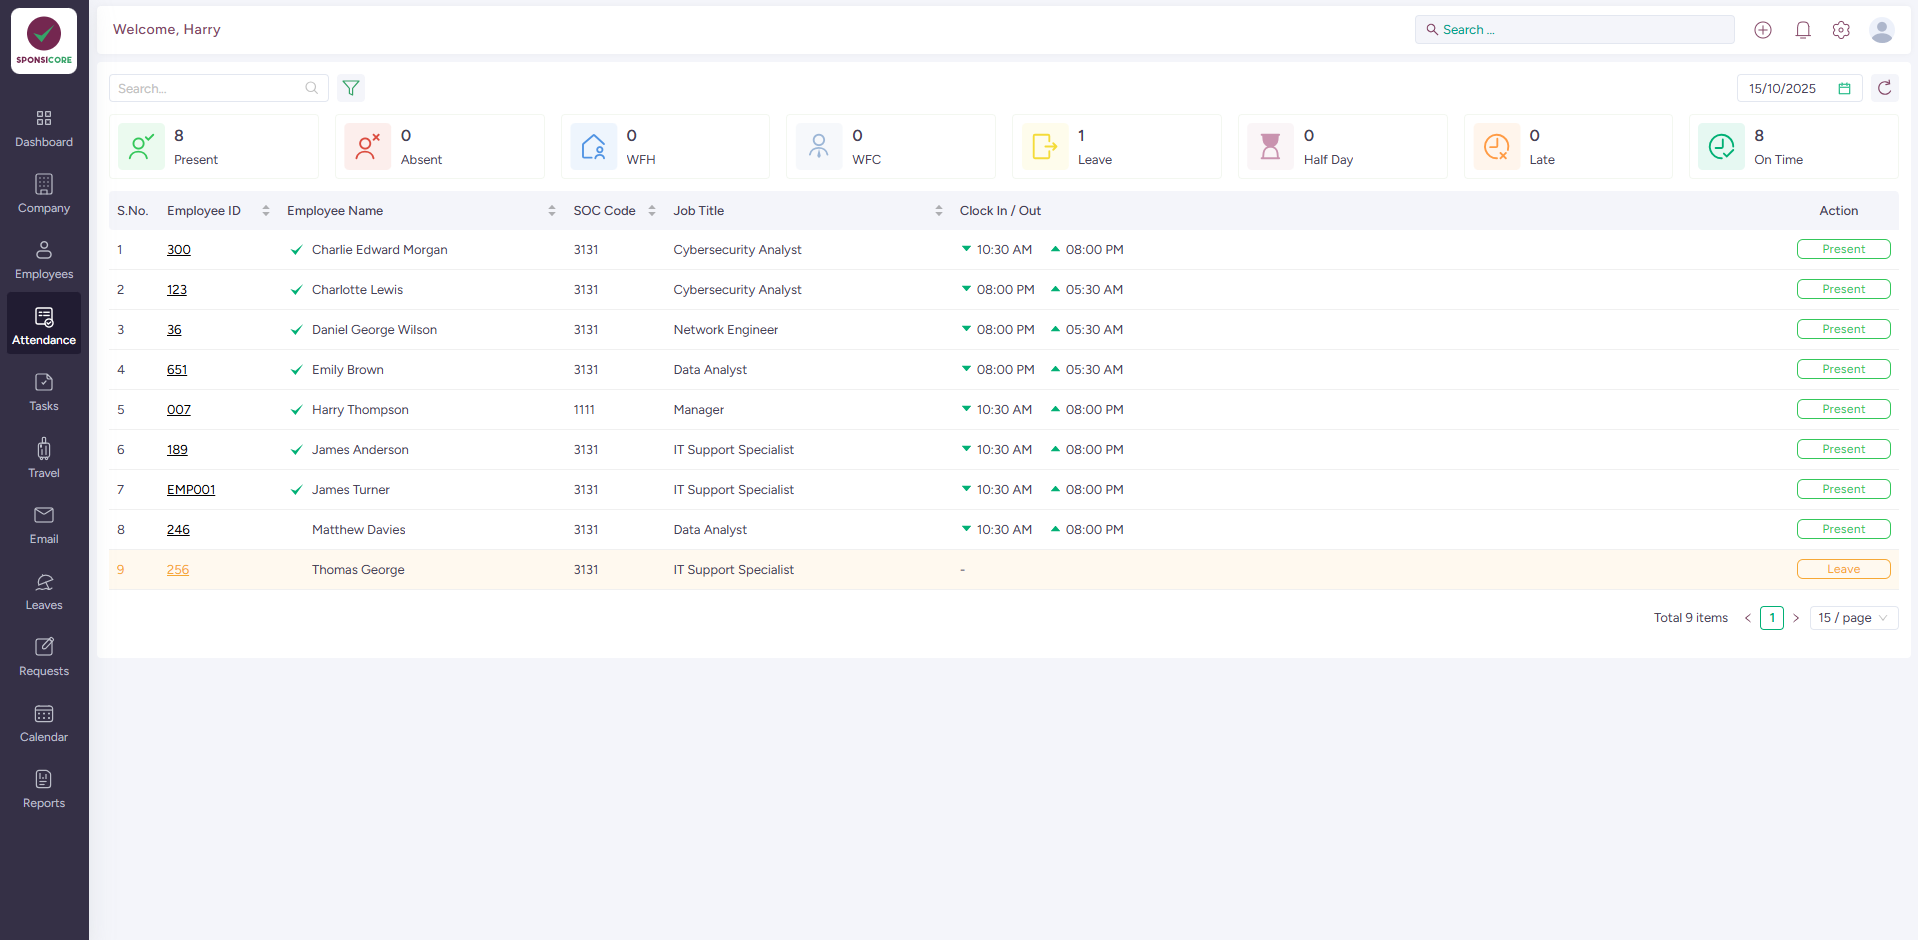 SPONSICORE
Welcome, Harry
Search ...
Dashboard
Company
Employees
Attendance
Tasks
Travel
Email
Leaves
Requests
Calendar
Reports
Search...
15/10/2025
8 Present
0 Absent
0 WFH
0 WFC
1 Leave
0 Half Day
0 Late
8 On Time
S.No. Employee ID Employee Name SOC Code Job Title Clock In / Out Action
1 300 Charlie Edward Morgan 3131 Cybersecurity Analyst 10:30 AM 08:00 PM Present
2 123 Charlotte Lewis 3131 Cybersecurity Analyst 08:00 PM 05:30 AM Present
3 36 Daniel George Wilson 3131 Network Engineer 08:00 PM 05:30 AM Present
4 651 Emily Brown 3131 Data Analyst 08:00 PM 05:30 AM Present
5 007 Harry Thompson 1111 Manager 10:30 AM 08:00 PM Present
6 189 James Anderson 3131 IT Support Specialist 10:30 AM 08:00 PM Present
7 EMP001 James Turner 3131 IT Support Specialist 10:30 AM 08:00 PM Present
8 246 Matthew Davies 3131 Data Analyst 10:30 AM 08:00 PM Present
9 256 Thomas George 3131 IT Support Specialist - Leave
Total 9 items < 1 > 15 / page